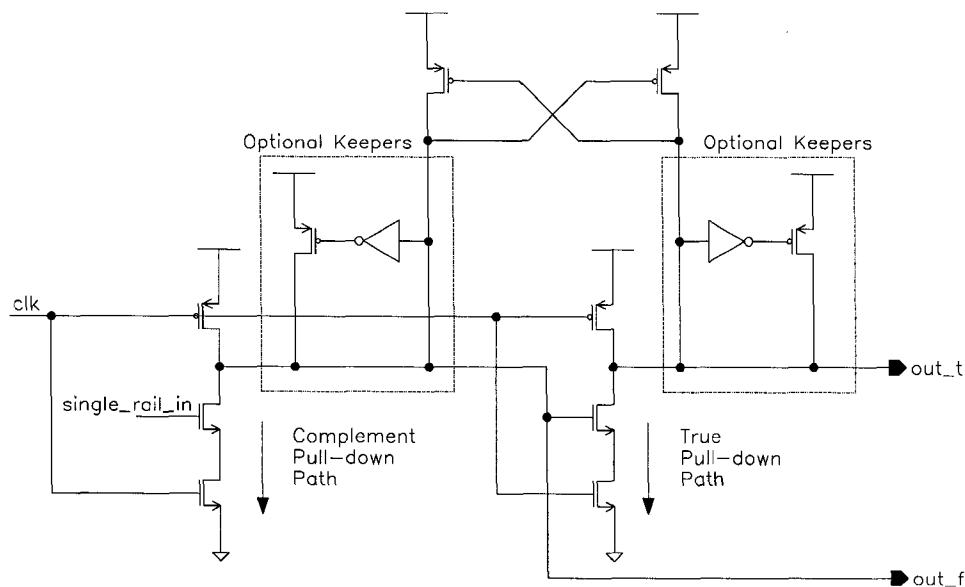 Optional Keepers
Optional Keepers
clk
out_t
single_rail_in
Complement
Pull-down
Path
True
Pull-down
Path
out_f